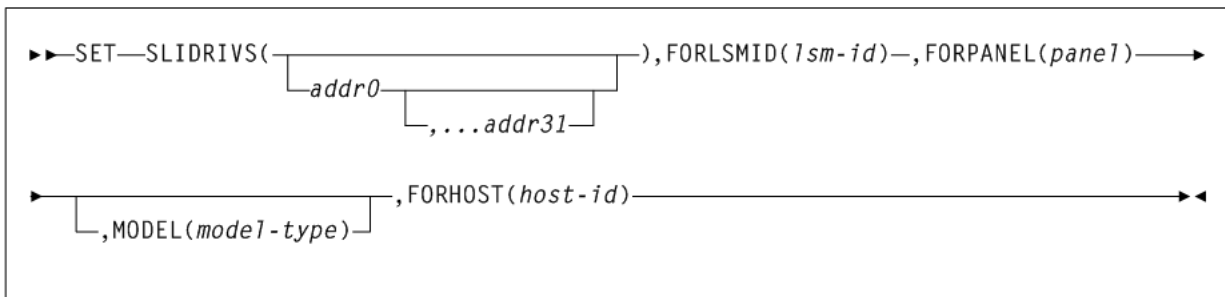 SET SLIDRIVS( ),FORLSMID(lsm-id) ,FORPANEL(panel)
addr0
,...addr31
,FORHOST(host-id)
,MODEL(model-type)